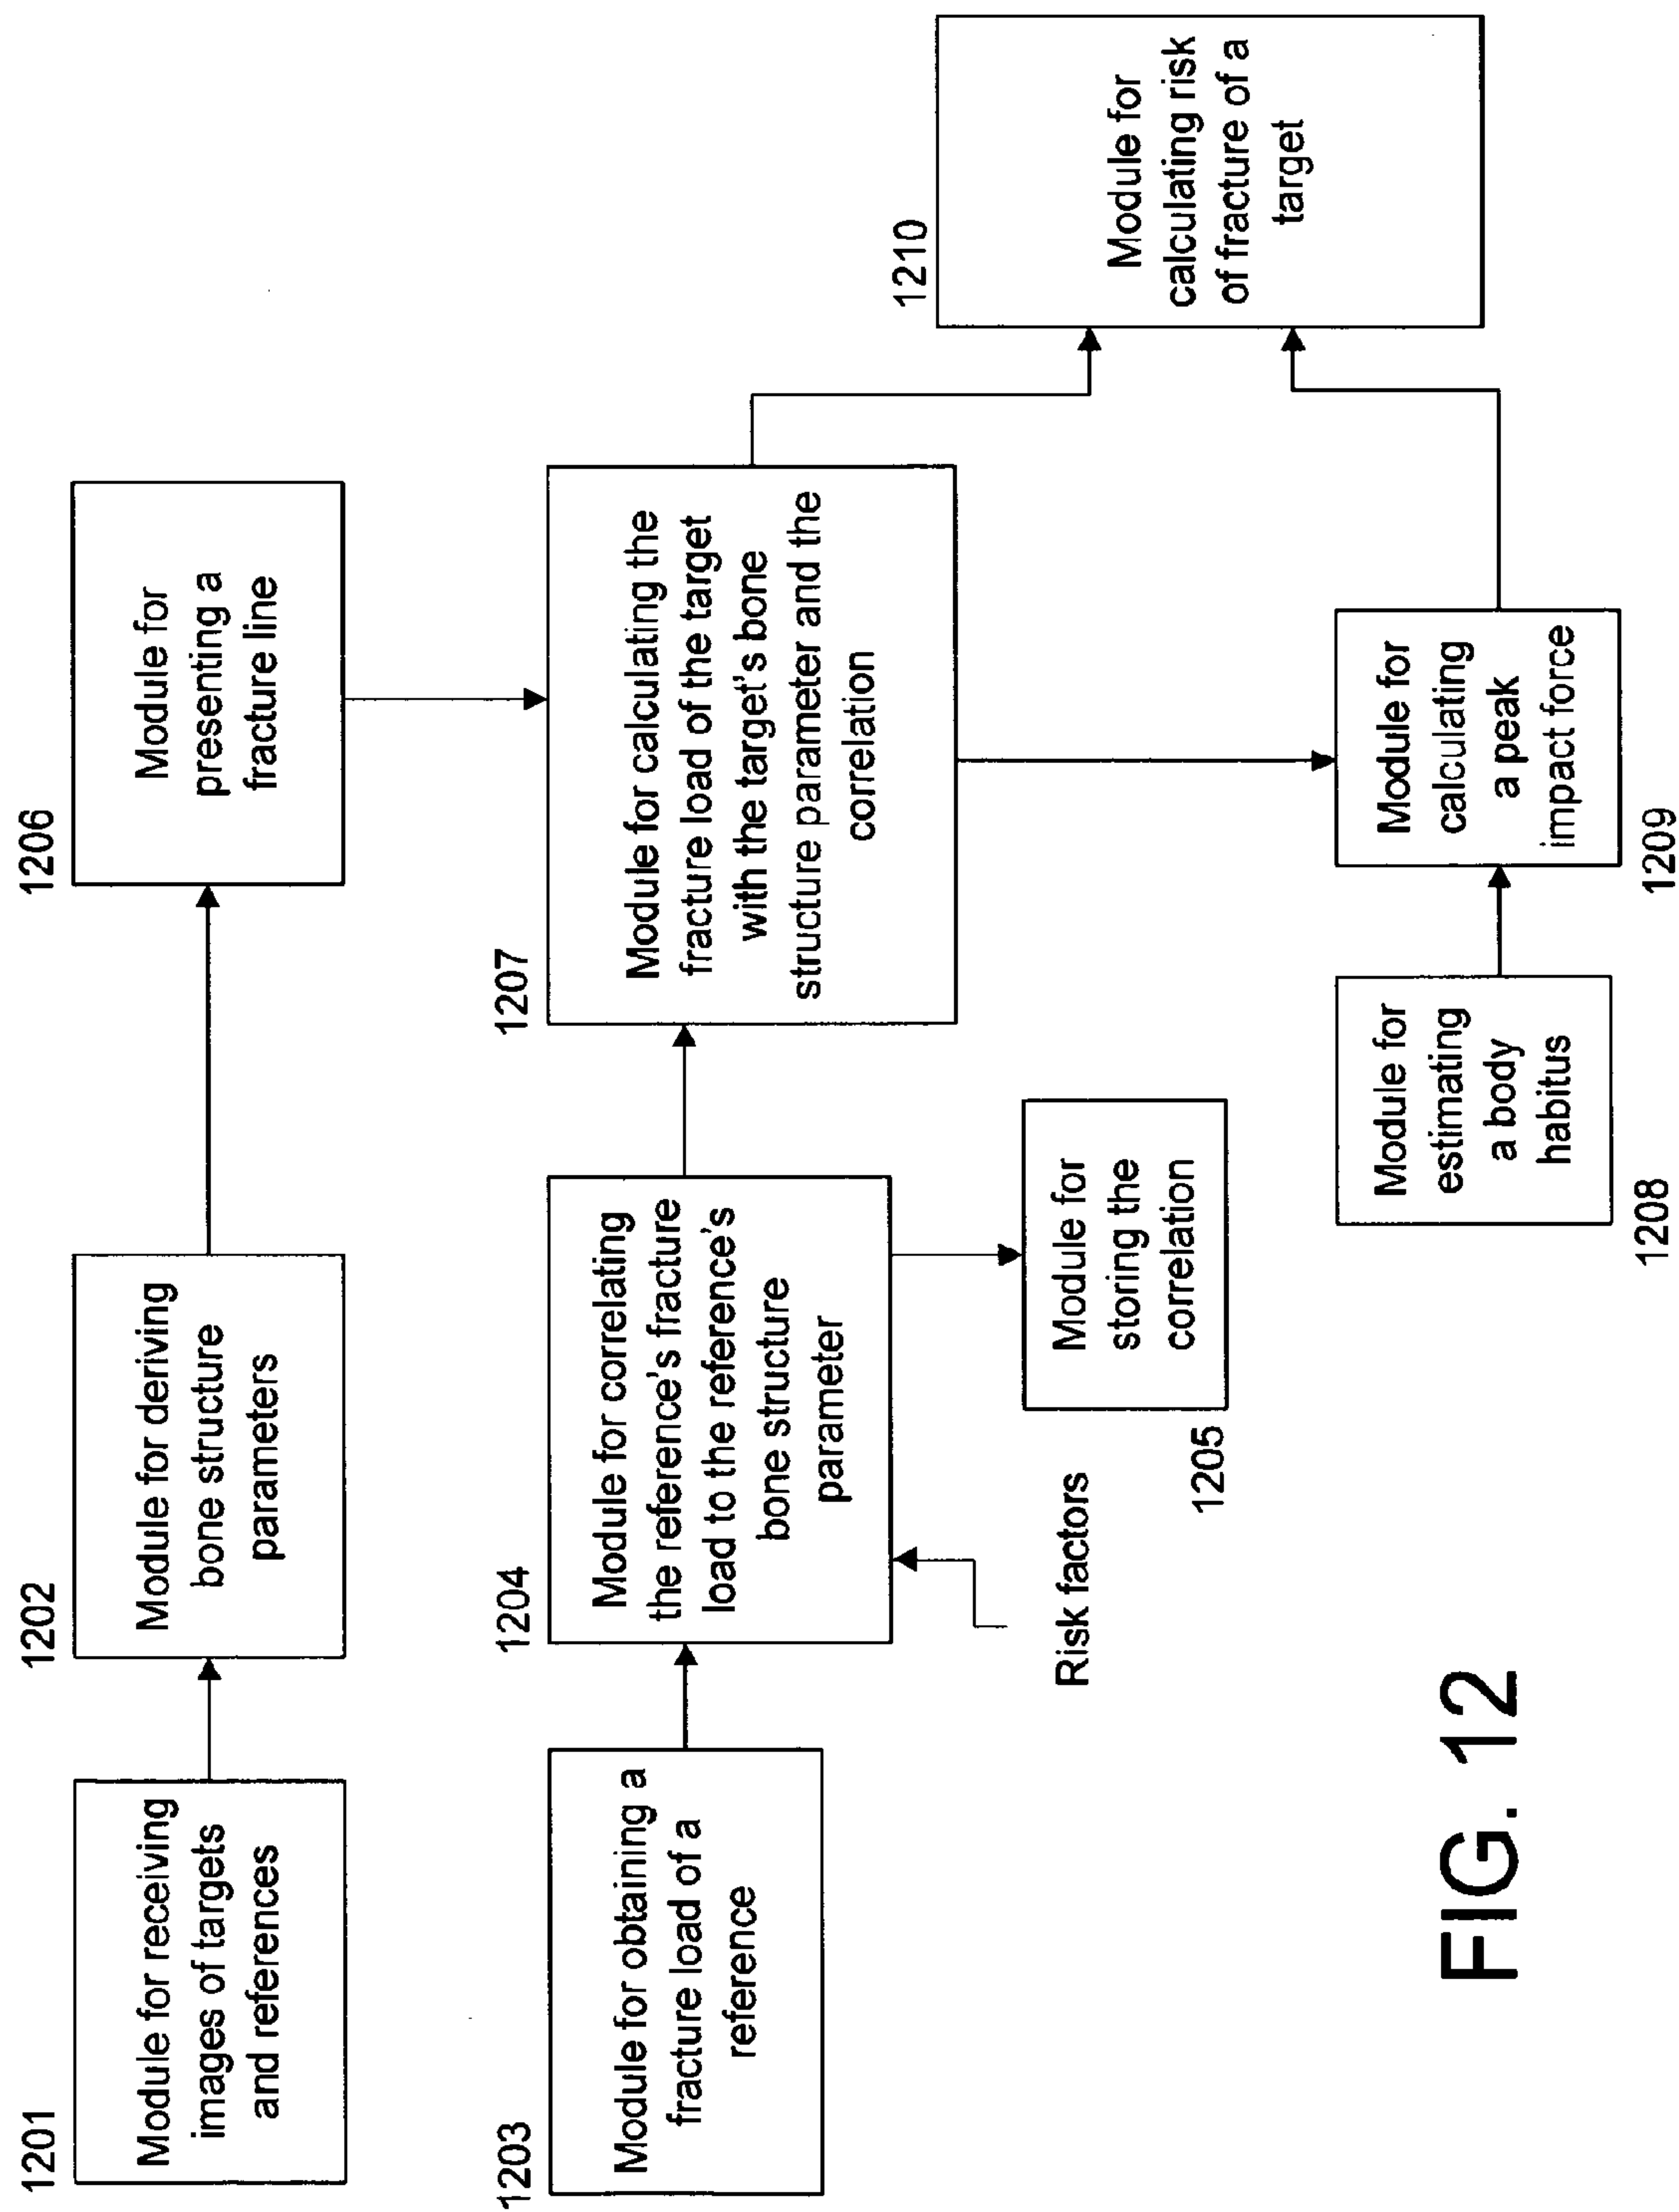 1201
Module for receiving
images of targets
and references
1202
Module for deriving
bone structure
parameters
1206
Module for
presenting a
fracture line
1203
Module for obtaining a
fracture load of a
reference
1204
Module for correlating
the reference's fracture
load to the reference's
bone structure
parameter
1207
Module for calculating the
fracture load of the target
with the target's bone
structure parameter and the
correlation
1210
Module for
calculating risk
of fracture of a
target
Risk factors
1205
Module for
storing the
correlation
1208
Module for
estimating
a body
habitus
1209
Module for
calculating
a peak
impact force
FIG. 12